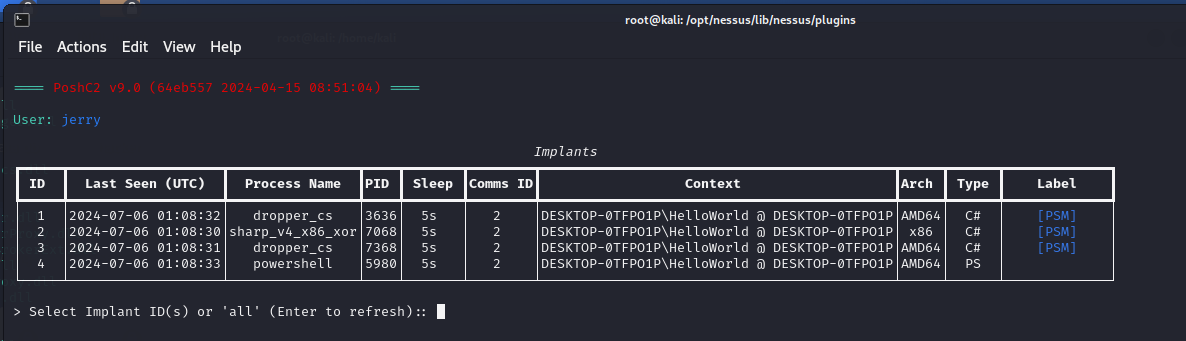 root@kali: /opt/nessus/lib/nessus/plugins
File Actions Edit View Help
PoshC2 v9.0 (64eb557 2024-04-15 08:51:04)
User: jerry
Implants
ID Last Seen (UTC) Process Name PID Sleep Comms ID Context Arch Type Label
1 2024-07-06 01:08:32 dropper_cs 3636 5s 2 DESKTOP-0TFPO1P\HelloWorld @ DESKTOP-0TFPO1P AMD64 C# [PSM]
2 2024-07-06 01:08:30 sharp_v4_x86_xor 7068 5s 2 DESKTOP-0TFPO1P\HelloWorld @ DESKTOP-0TFPO1P x86 C# [PSM]
3 2024-07-06 01:08:31 dropper_cs 7368 5s 2 DESKTOP-0TFPO1P\HelloWorld @ DESKTOP-0TFPO1P AMD64 C# [PSM]
4 2024-07-06 01:08:33 powershell 5980 5s 2 DESKTOP-0TFPO1P\HelloWorld @ DESKTOP-0TFPO1P AMD64 PS
> Select Implant ID(s) or 'all' (Enter to refresh)::